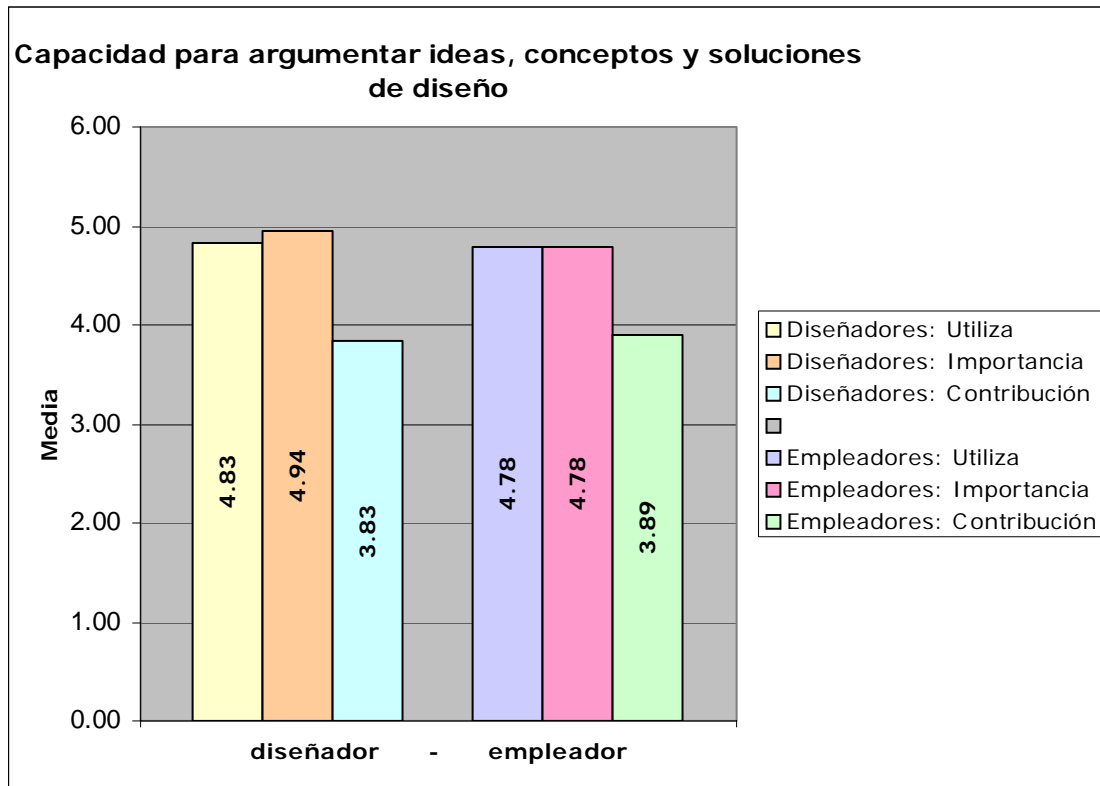 Capacidad para argumentar ideas, conceptos y soluciones
de diseño
6.00
5.00
4.00
3.00
2.00
1.00
0.00
Media
4.83
4.94
3.83
4.78
4.78
3.89
diseñador - empleador
Diseñadores: Utiliza
Diseñadores: Importancia
Diseñadores: Contribución
Empleadores: Utiliza
Empleadores: Importancia
Empleadores: Contribución